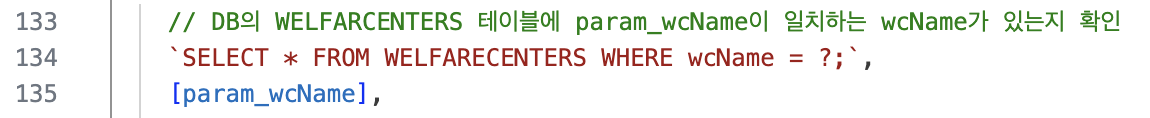 133 // DB의 WELFARCENTERS 테이블에 param_wcName이 일치하는 wcName가 있는지 확인
134 `SELECT * FROM WELFARECENTERS WHERE wcName = ?;`,
135 [param_wcName],